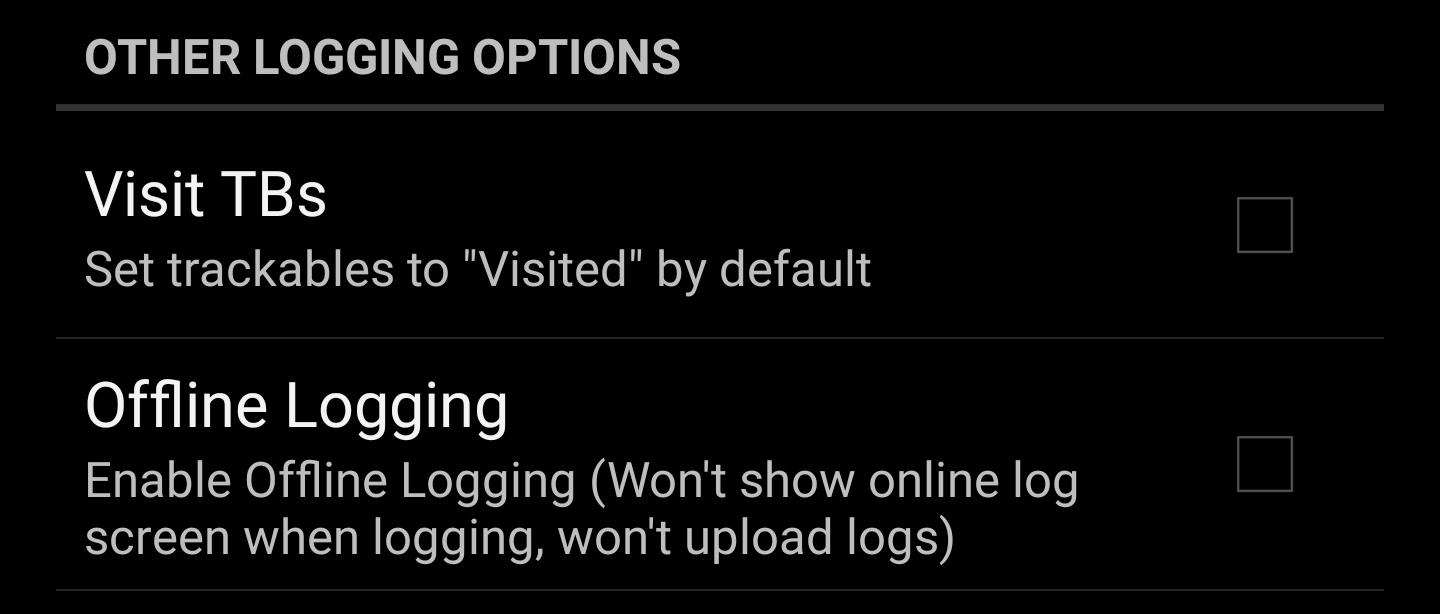 OTHER LOGGING OPTIONS
Visit TBs
Set trackables to "Visited" by default
Offline Logging
Enable Offline Logging (Won't show online log
screen when logging, won't upload logs)